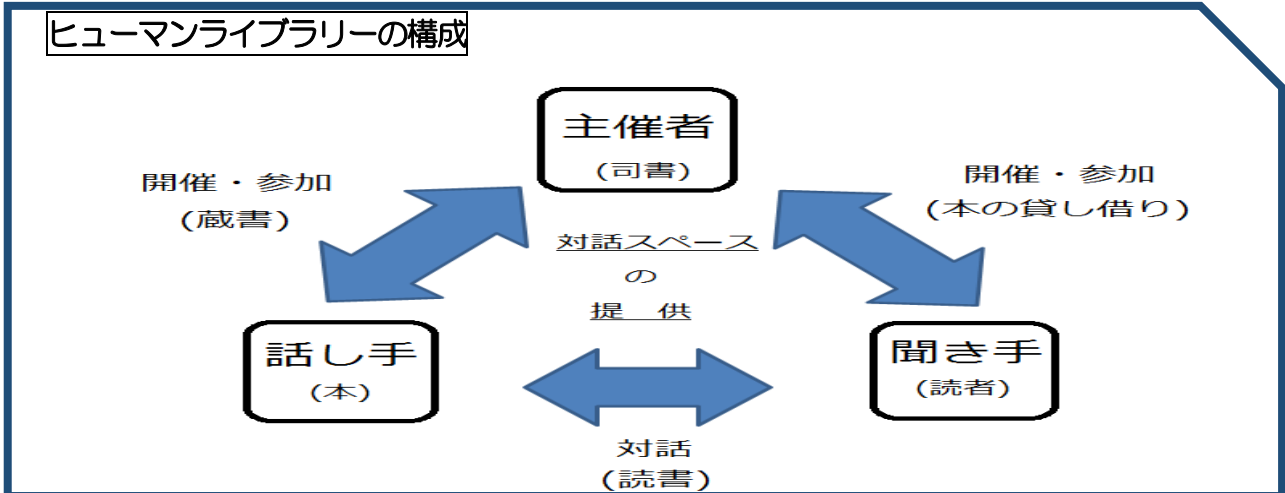 ヒューマンライブラリーの構成
主催者
(司書)
開催・参加
(蔵書)
開催・参加
(本の貸し借り)
対話スペース
の
提　供
話し手
(本)
聞き手
(読者)
対話
(読書)